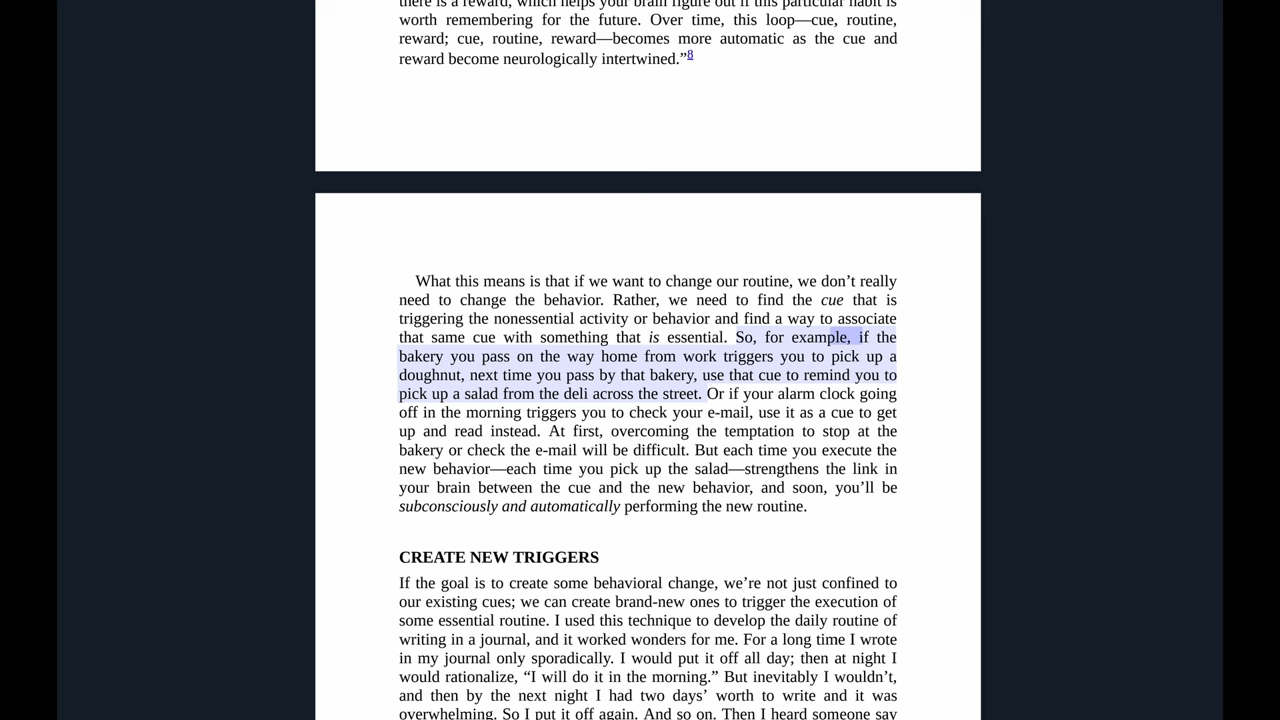 there is a reward, which helps your brain figure out if this particular habit is
worth remembering for the future. Over time, this loop—cue, routine,
reward; cue, routine, reward—becomes more automatic as the cue and
reward become neurologically intertwined.”8
What this means is that if we want to change our routine, we don’t really
need to change the behavior. Rather, we need to find the cue that is
triggering the nonessential activity or behavior and find a way to associate
that same cue with something that is essential. So, for example, if the
bakery you pass on the way home from work triggers you to pick up a
doughnut, next time you pass by that bakery, use that cue to remind you to
pick up a salad from the deli across the street. Or if your alarm clock going
off in the morning triggers you to check your e-mail, use it as a cue to get
up and read instead. At first, overcoming the temptation to stop at the
bakery or check the e-mail will be difficult. But each time you execute the
new behavior—each time you pick up the salad—strengthens the link in
your brain between the cue and the new behavior, and soon, you’ll be
subconsciously and automatically performing the new routine.
CREATE NEW TRIGGERS
If the goal is to create some behavioral change, we’re not just confined to
our existing cues; we can create brand-new ones to trigger the execution of
some essential routine. I used this technique to develop the daily routine of
writing in a journal, and it worked wonders for me. For a long time I wrote
in my journal only sporadically. I would put it off all day; then at night I
would rationalize, “I will do it in the morning.” But inevitably I wouldn’t,
and then by the next night I had two days’ worth to write and it was
overwhelming. So I put it off again. And so on. Then I heard someone say